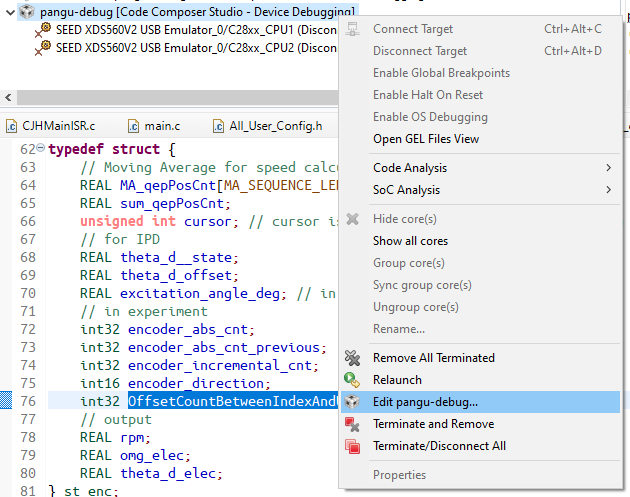 pangu-debug [Code Composer Studio - Device Debugging]
SEED XDS560V2 USB Emulator_0/C28xx_CPU1 (Discon
SEED XDS560V2 USB Emulator_0/C28xx_CPU2 (Discon
Connect Target Ctrl+Alt+C
Disconnect Target Ctrl+Alt+D
Enable Global Breakpoints
Enable Halt On Reset
Enable OS Debugging
Open GEL Files View
Code Analysis
SoC Analysis
Hide core(s)
Show all cores
Group core(s)
Sync group core(s)
Ungroup core(s)
Rename...
Remove All Terminated
Relaunch
Edit pangu-debug...
Terminate and Remove
Terminate/Disconnect All
Properties
CJHMainISR.c main.c All_User_Config.h
62 typedef struct {
63 // Moving Average for speed calcu
64 REAL MA_qepPosCnt[MA_SEQUENCE_LE
65 REAL sum_qepPosCnt;
66 unsigned int cursor; // cursor is
67 // for IPD
68 REAL theta_d__state;
69 REAL theta_d_offset;
70 REAL excitation_angle_deg; // in
71 // in experiment
72 int32 encoder_abs_cnt;
73 int32 encoder_abs_cnt_previous;
74 int32 encoder_incremental_cnt;
75 int16 encoder_direction;
76 int32 OffsetCountBetweenIndexAnd
77 // output
78 REAL rpm;
79 REAL omg_elec;
80 REAL theta_d_elec;
81 } st_enc;